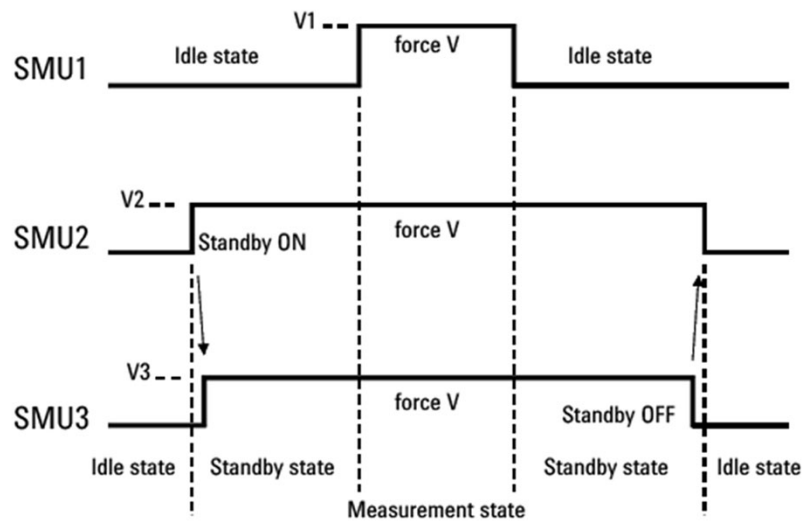 V1
Idle state
force V
Idle state
SMU1
V2
SMU2
Standby ON
force V
V3
SMU3
force V
Standby OFF
Idle state
Standby state
Standby state
Idle state
Measurement state